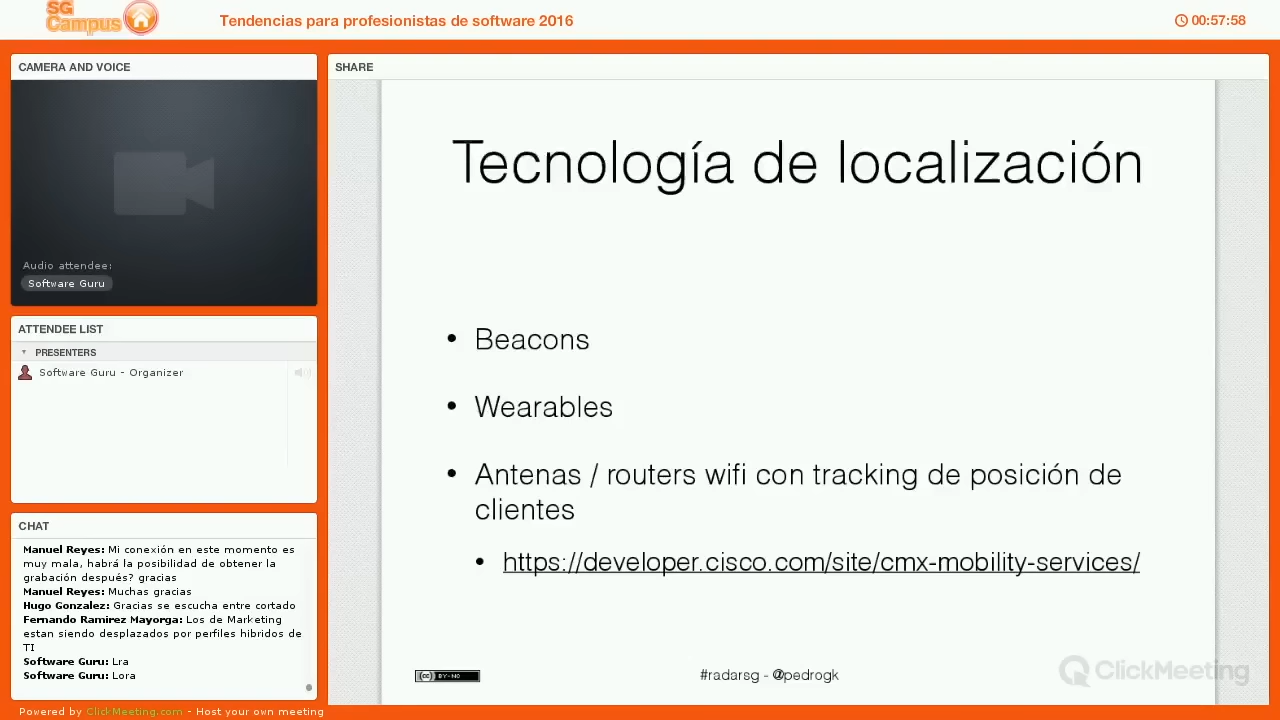 SG
Campus
Tendencias para profesionistas de software 2016
00:57:58
CAMERA AND VOICE
Audio attendee:
Software Guru
ATTENDEE LIST
PRESENTERS
Software Guru - Organizer
CHAT
Manuel Reyes: Mi conexión en este momento es
muy mala, habrá la posibilidad de obtener la
grabación después? gracias
Manuel Reyes: Muchas gracias
Hugo Gonzalez: Gracias se escucha entre cortado
Fernando Ramirez Mayorga: Los de Marketing
estan siendo desplazados por perfiles hibridos de
TI
Software Guru: Lra
Software Guru: Lora
SHARE
Tecnología de localización
• Beacons
• Wearables
• Antenas / routers wifi con tracking de posición de
clientes
• https://developer.cisco.com/site/cmx-mobility-services/
(cc) BY-ND
#radarsg - @pedrogk
ClickMeeting
Powered by ClickMeeting.com - Host your own meeting